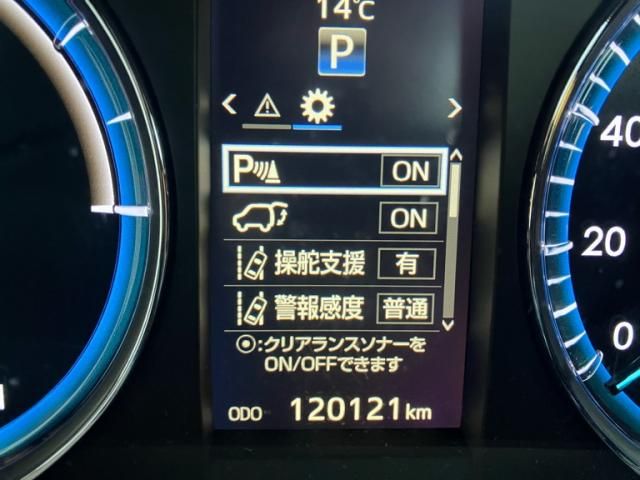 14℃
P
P ON
ON
操舵支援 有
警報感度 普通
⦿:クリアランスソナーを
ON/OFFできます
ODO 120121km
40
20
0